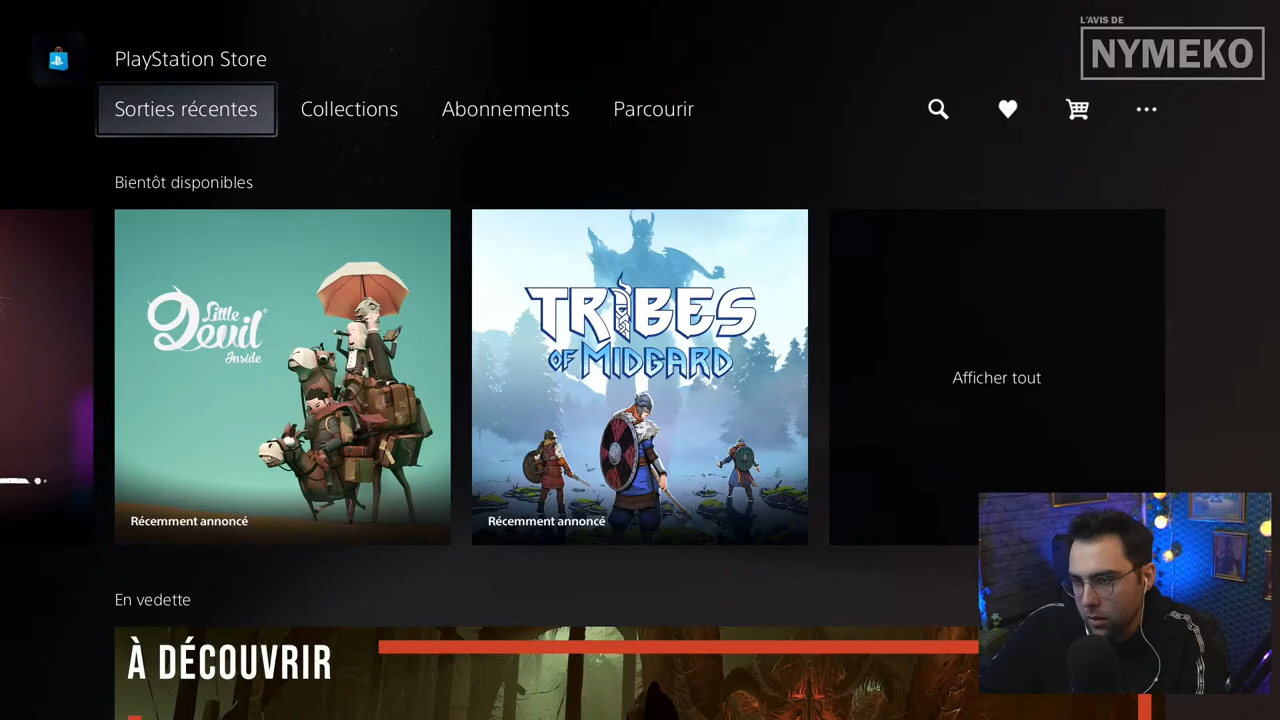 L'AVIS DE
NYMEKO
PlayStation Store
Sorties récentes
Collections
Abonnements
Parcourir
Bientôt disponibles
Little
Devil
Inside
Récemment annoncé
TRIBES
OF MIDGARD
Récemment annoncé
Afficher tout
En vedette
À DÉCOUVRIR